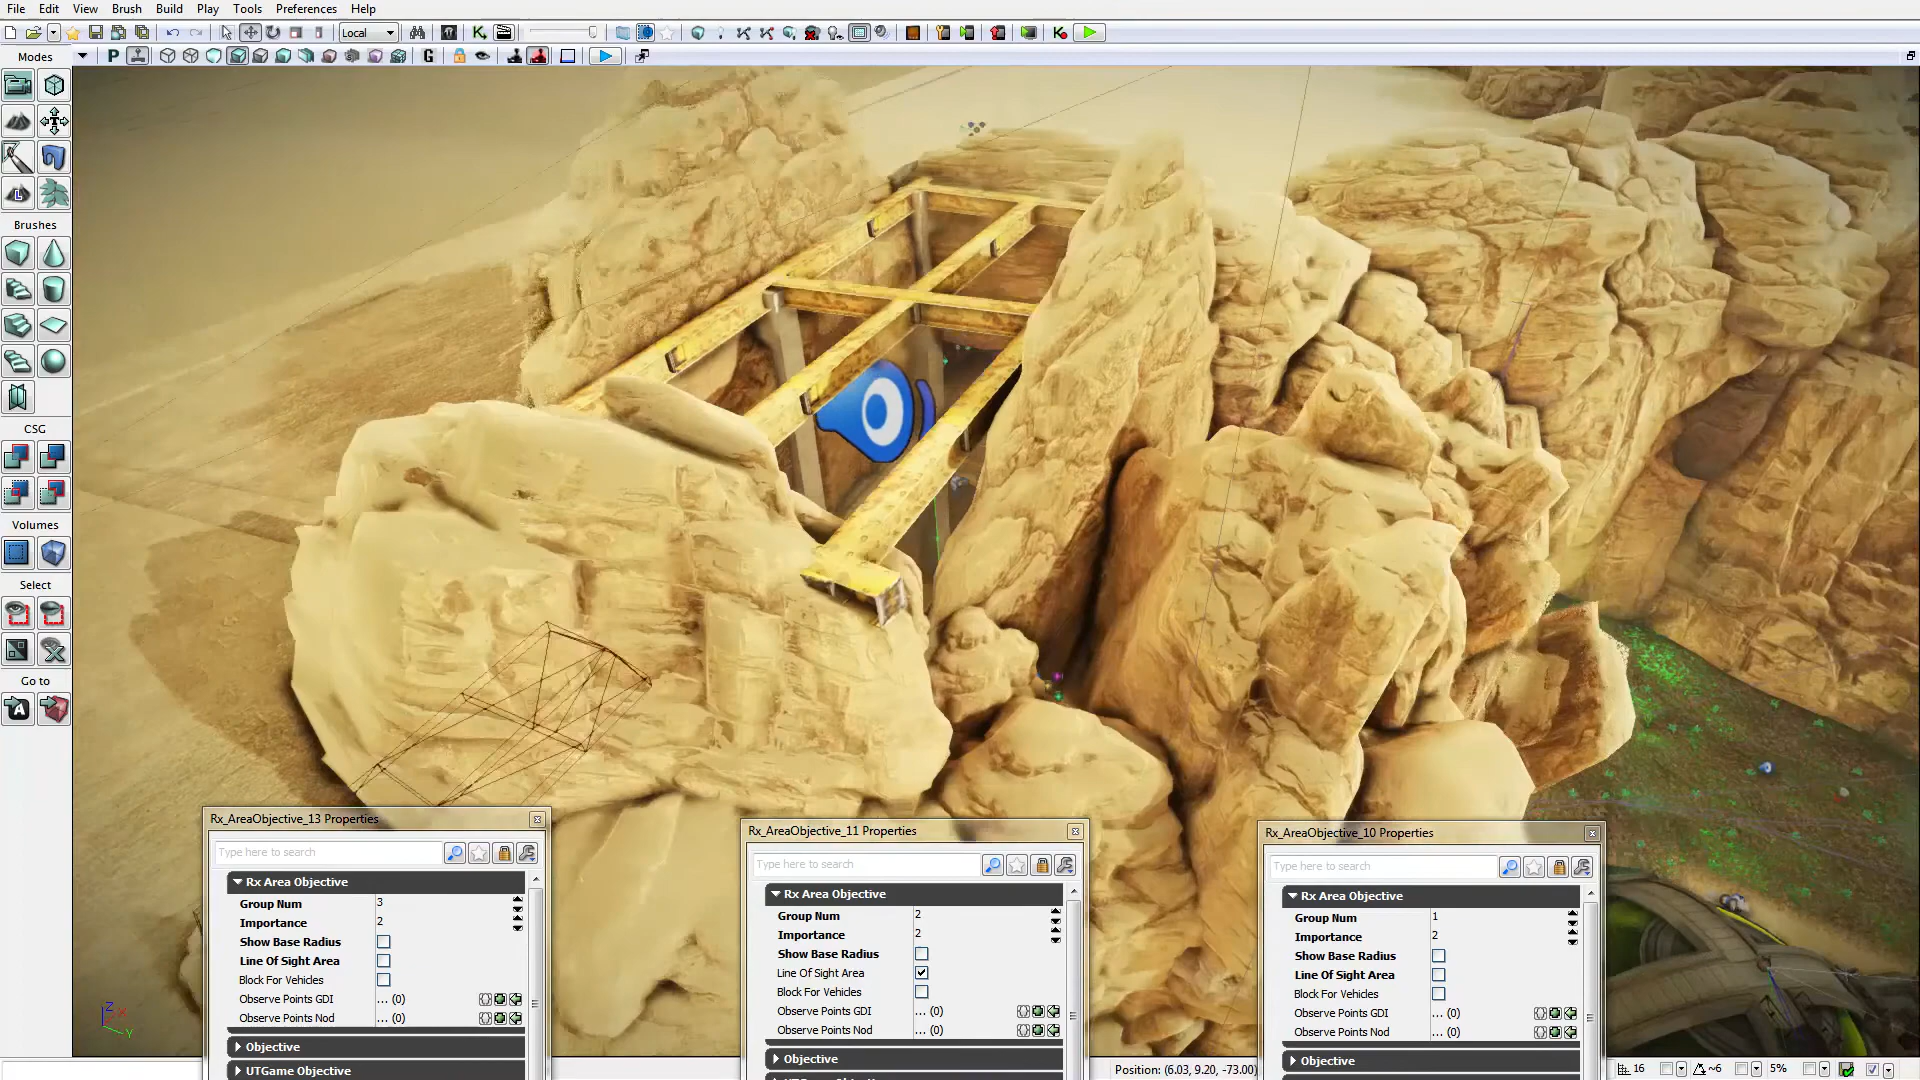 File Edit View Brush Build Play Tools Preferences Help
Local
Modes
P
G
L
Brushes
CSG
Volumes
Select
Go to
A
Rx_AreaObjective_13 Properties
Type here to search
Rx Area Objective
Group Num 3
Importance 2
Show Base Radius
Line Of Sight Area
Block For Vehicles
Observe Points GDI ... (0)
Observe Points Nod ... (0)
Objective
UTGame Objective
Rx_AreaObjective_11 Properties
Type here to search
Rx Area Objective
Group Num 2
Importance 2
Show Base Radius
Line Of Sight Area
Block For Vehicles
Observe Points GDI ... (0)
Observe Points Nod ... (0)
Objective
Rx_AreaObjective_10 Properties
Type here to search
Rx Area Objective
Group Num 1
Importance 2
Show Base Radius
Line Of Sight Area
Block For Vehicles
Observe Points GDI ... (0)
Observe Points Nod ... (0)
Objective
Z
X
Y
Position: (6.03, 9.20, -73.00)
16
~6
5%